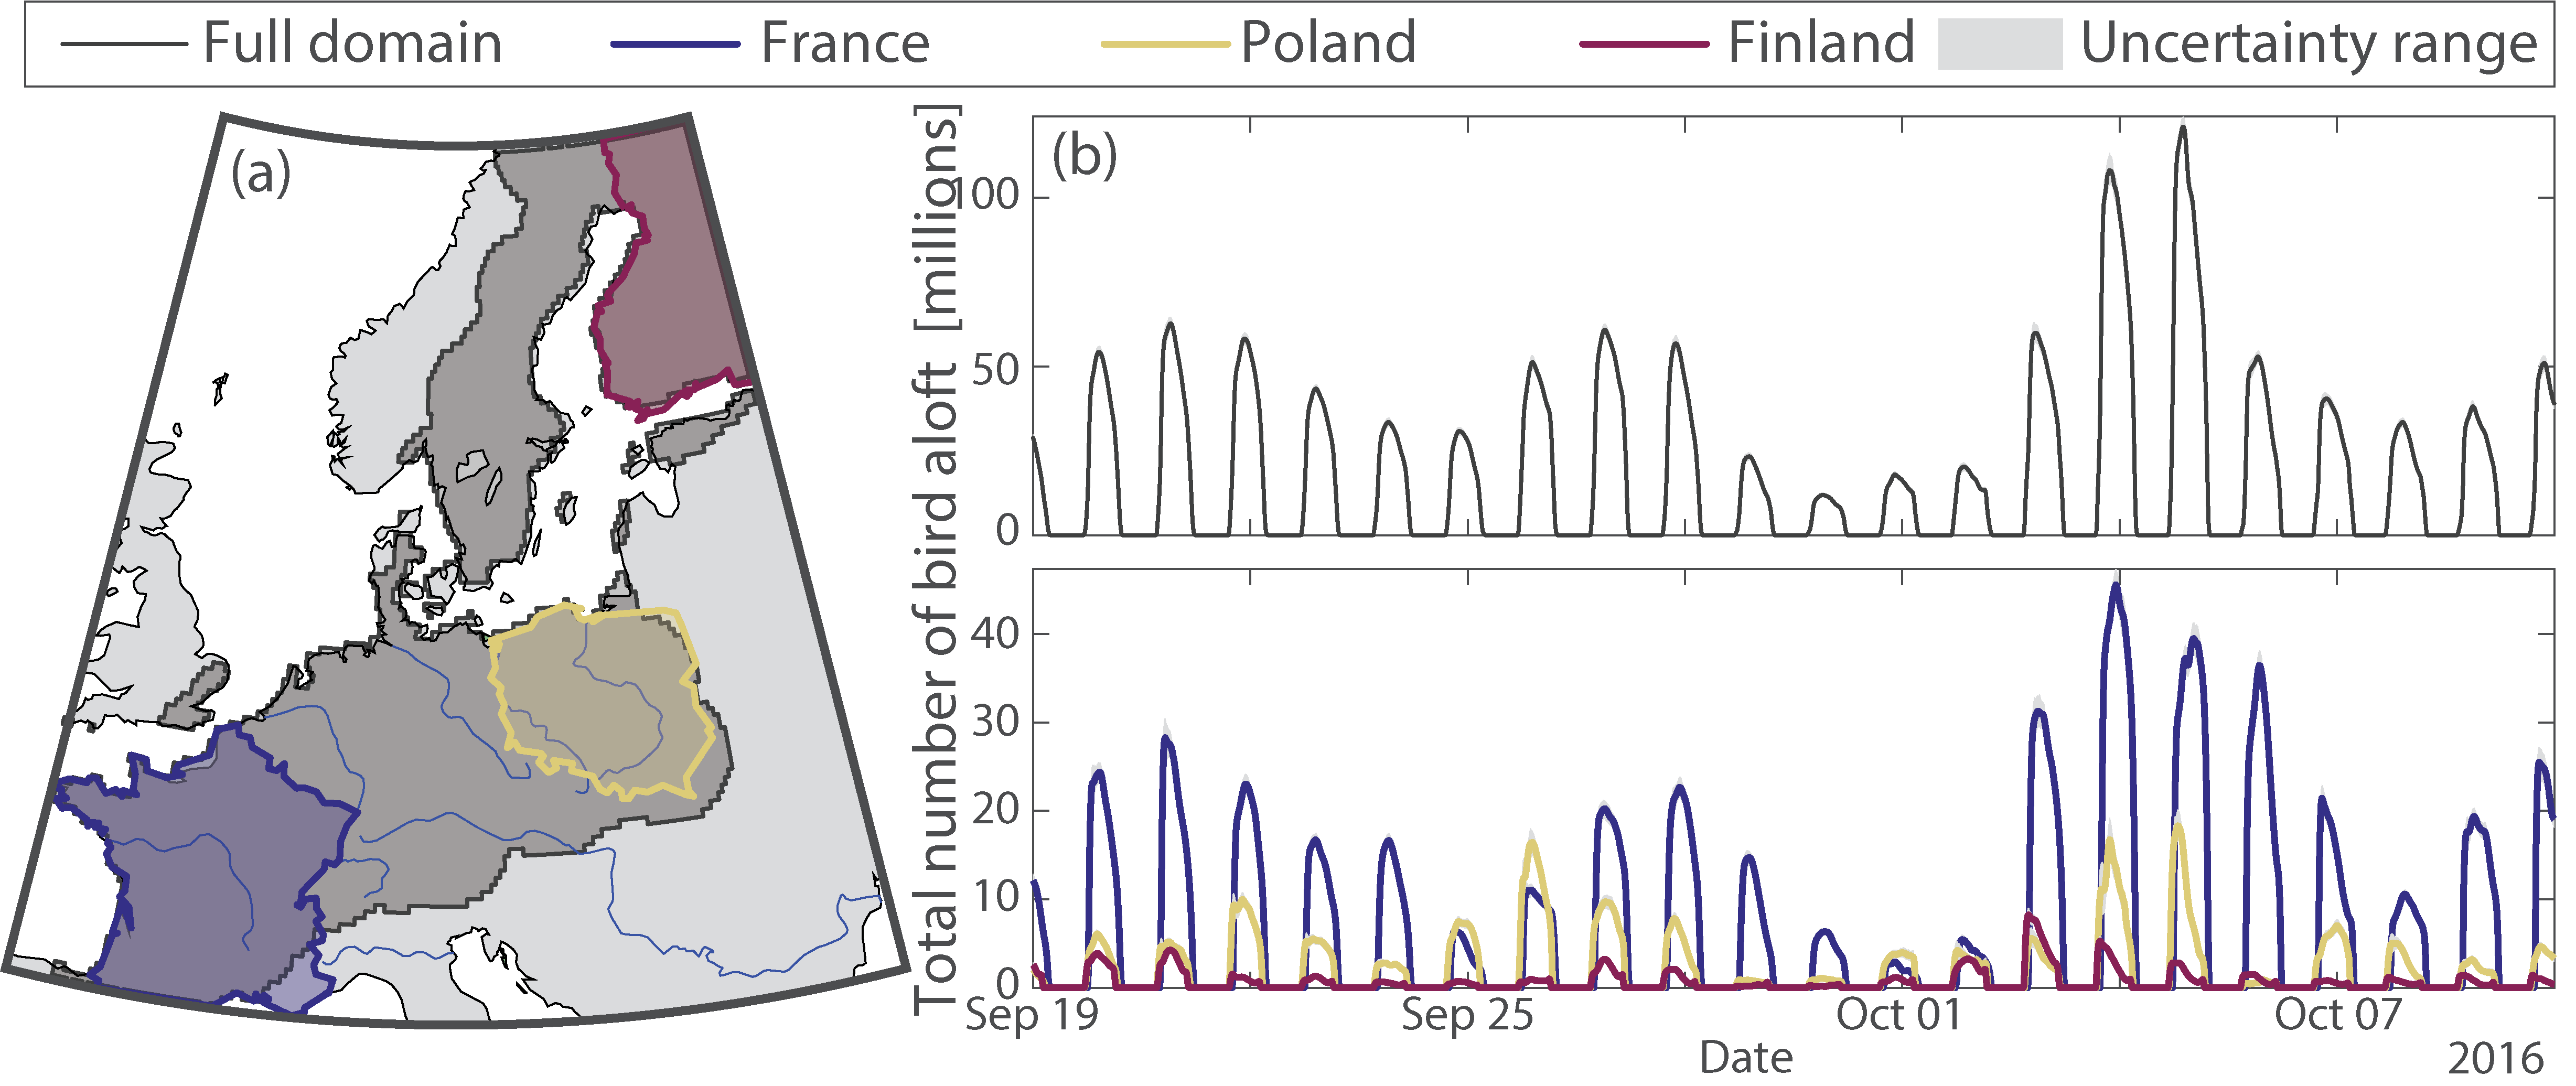 Full domain France Poland Finland Uncertainty range
(a)
(b)
Total number of bird aloft [millions]
100
50
0
40
30
20
10
0
Sep 19 Sep 25 Oct 01 Oct 07
Date
2016